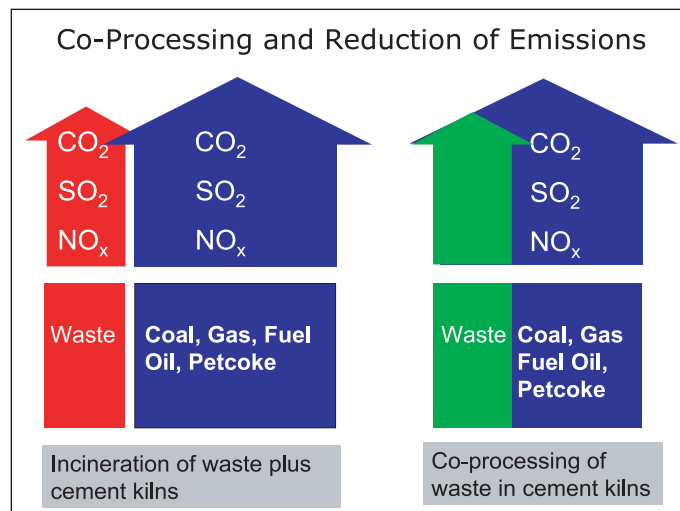 Co-Processing and Reduction of Emissions
CO₂
SO₂
NOₓ
CO₂
SO₂
NOₓ
CO₂
SO₂
NOₓ
Waste
Coal, Gas, Fuel
Oil, Petcoke
Waste
Coal, Gas
Fuel Oil,
Petcoke
Incineration of waste plus
cement kilns
Co-processing of
waste in cement kilns